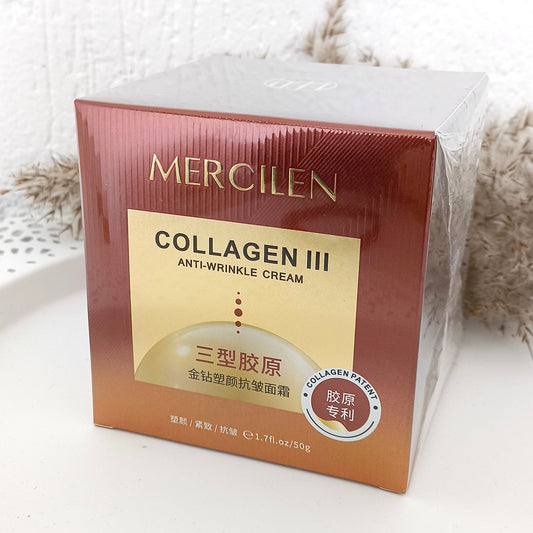 MERCILEN
COLLAGEN III
ANTI-WRINKLE CREAM
三型胶原
金钻塑颜抗皱面霜
COLLAGEN PATENT
胶原
专利
塑颜/紧致/抗皱 ℮1.7fl.oz/50g